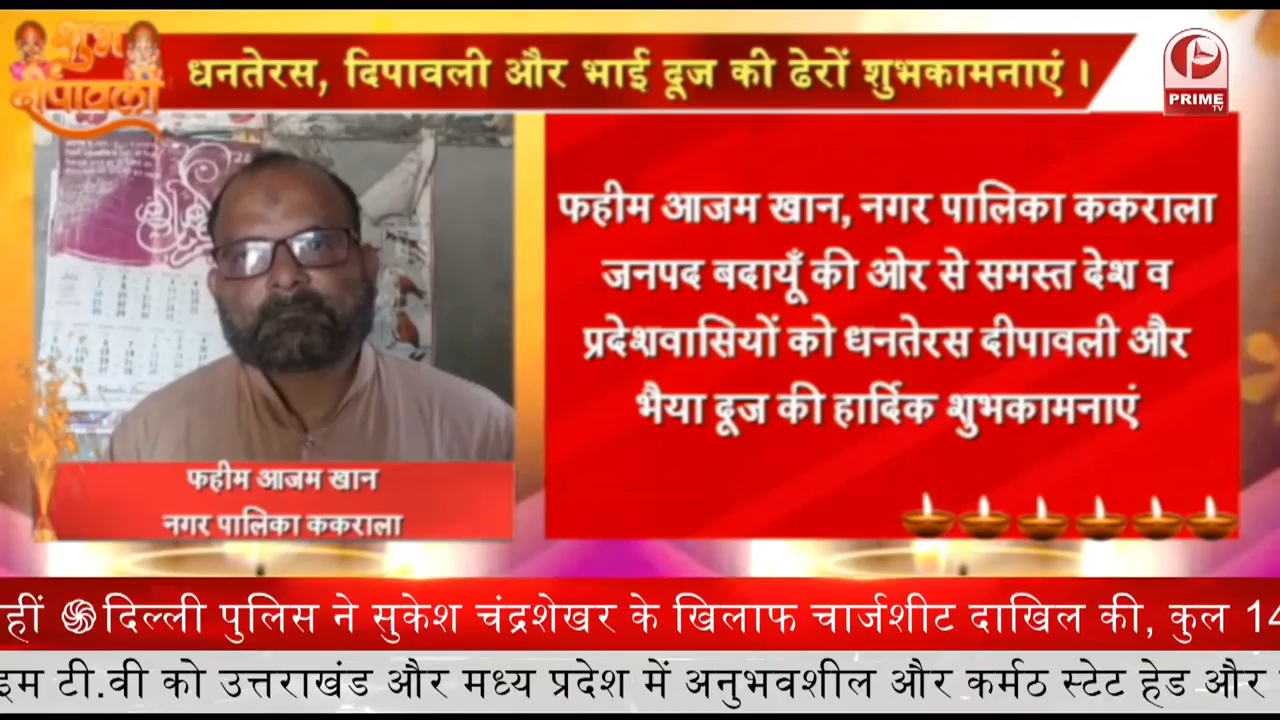 शुभ
दीपावली
धनतेरस, दिपावली और भाई दूज की ढेरों शुभकामनाएं ।
PRIME
TV
फहीम आजम खान, नगर पालिका ककराला
जनपद बदायूँ की ओर से समस्त देश व
प्रदेशवासियों को धनतेरस दीपावली और
भैया दूज की हार्दिक शुभकामनाएं
फहीम आजम खान
नगर पालिका ककराला
हीं दिल्ली पुलिस ने सुकेश चंद्रशेखर के खिलाफ चार्जशीट दाखिल की, कुल 14
इम टी.वी को उत्तराखंड और मध्य प्रदेश में अनुभवशील और कर्मठ स्टेट हेड और